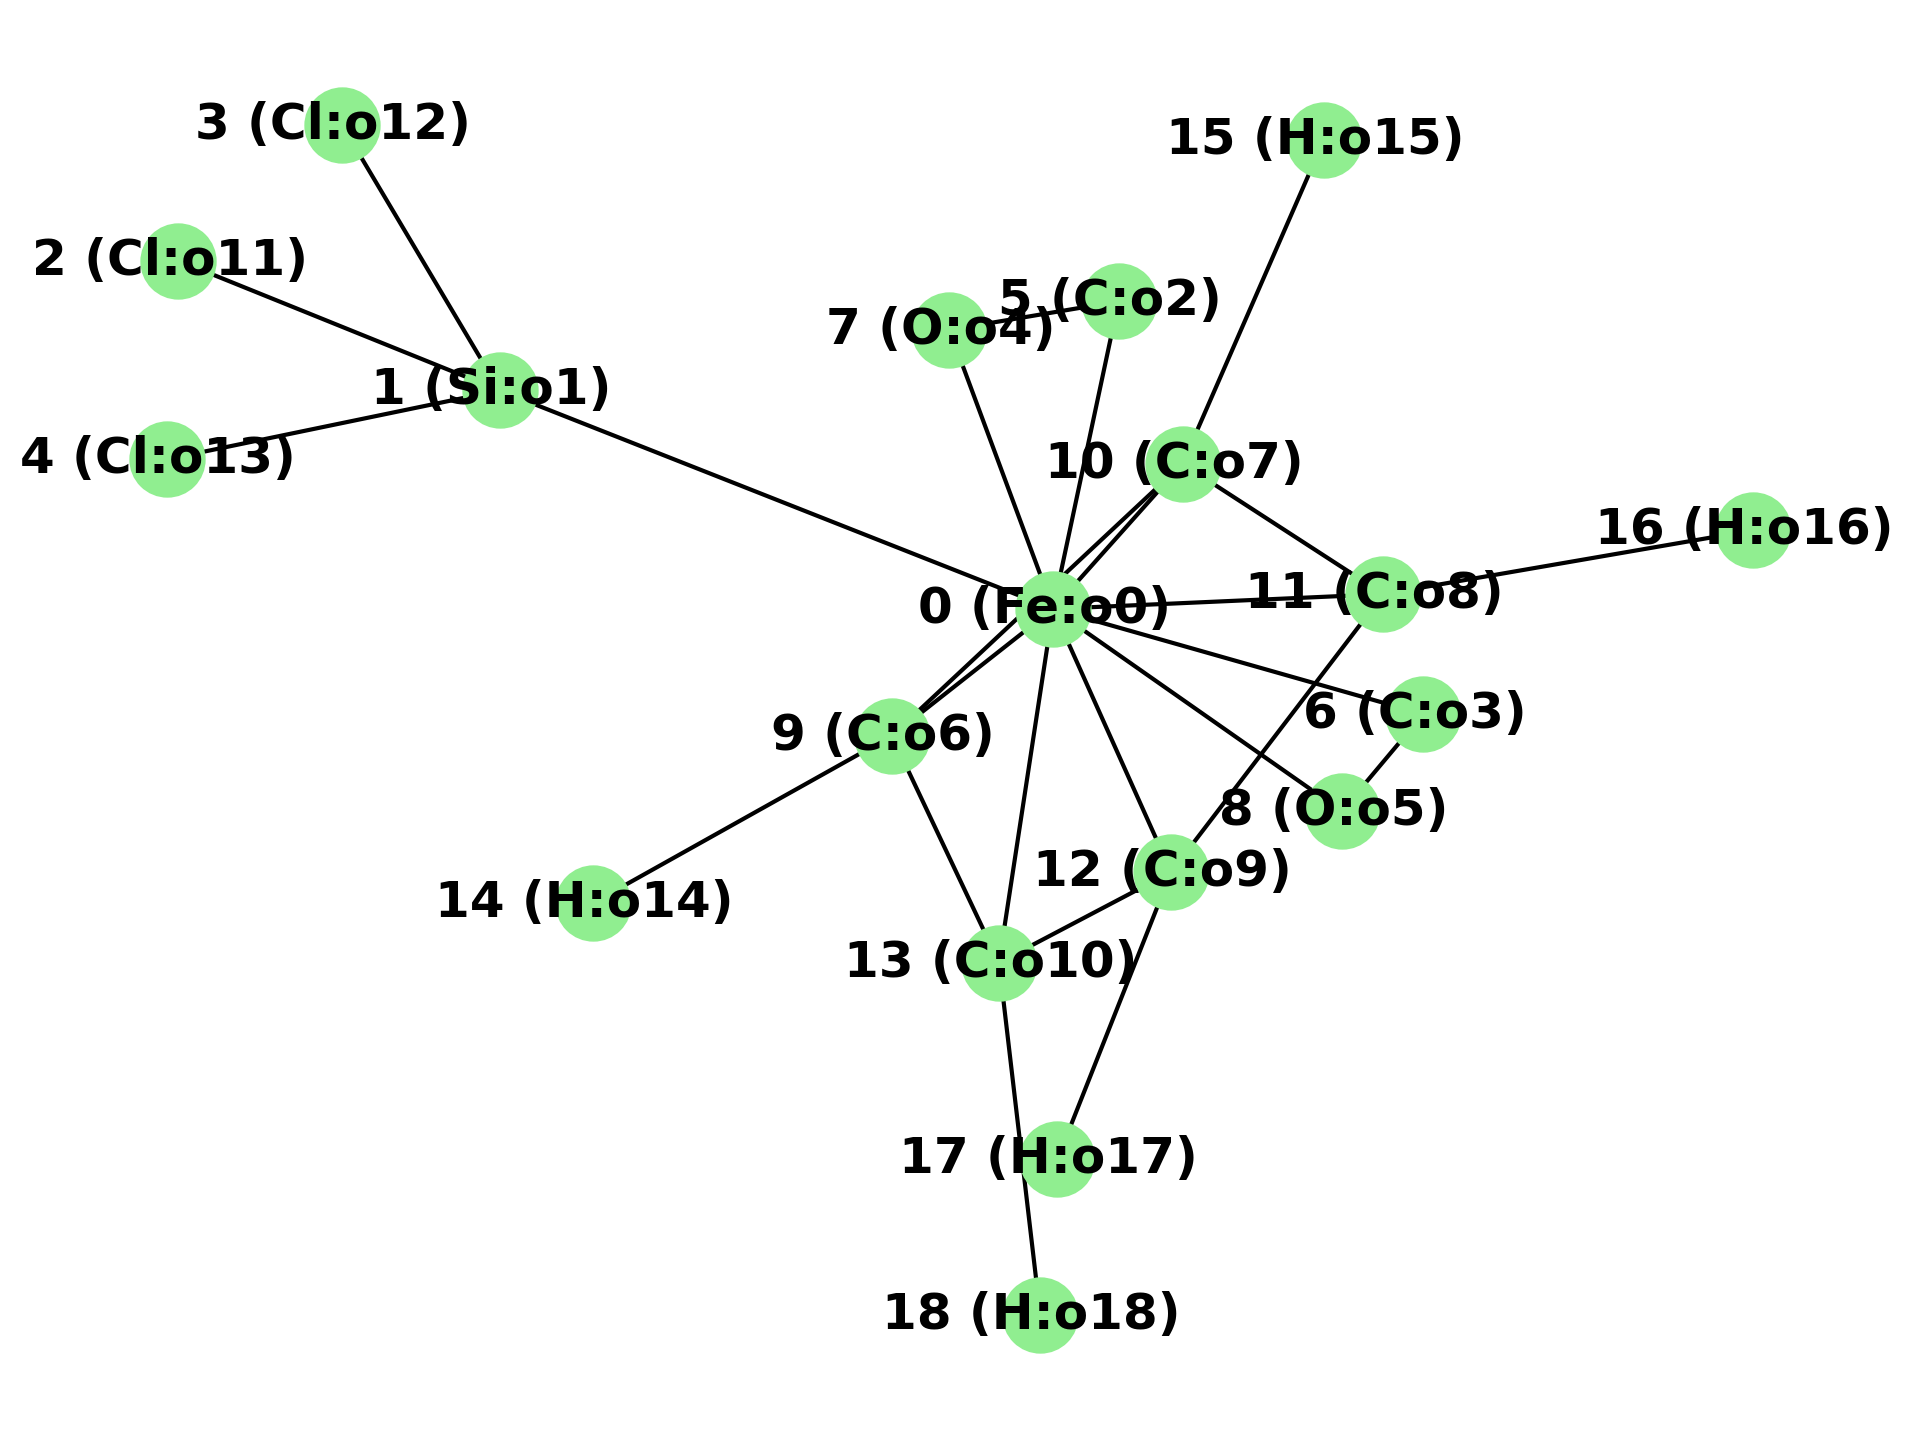 3 (Cl:o12)
15 (H:o15)
2 (Cl:o11)
5 (C:o2)
7 (O:o4)
1 (Si:o1)
4 (Cl:o13)
10 (C:o7)
16 (H:o16)
11 (C:o8)
0 (Fe:o0)
6 (C:o3)
9 (C:o6)
8 (O:o5)
12 (C:o9)
14 (H:o14)
13 (C:o10)
17 (H:o17)
18 (H:o18)